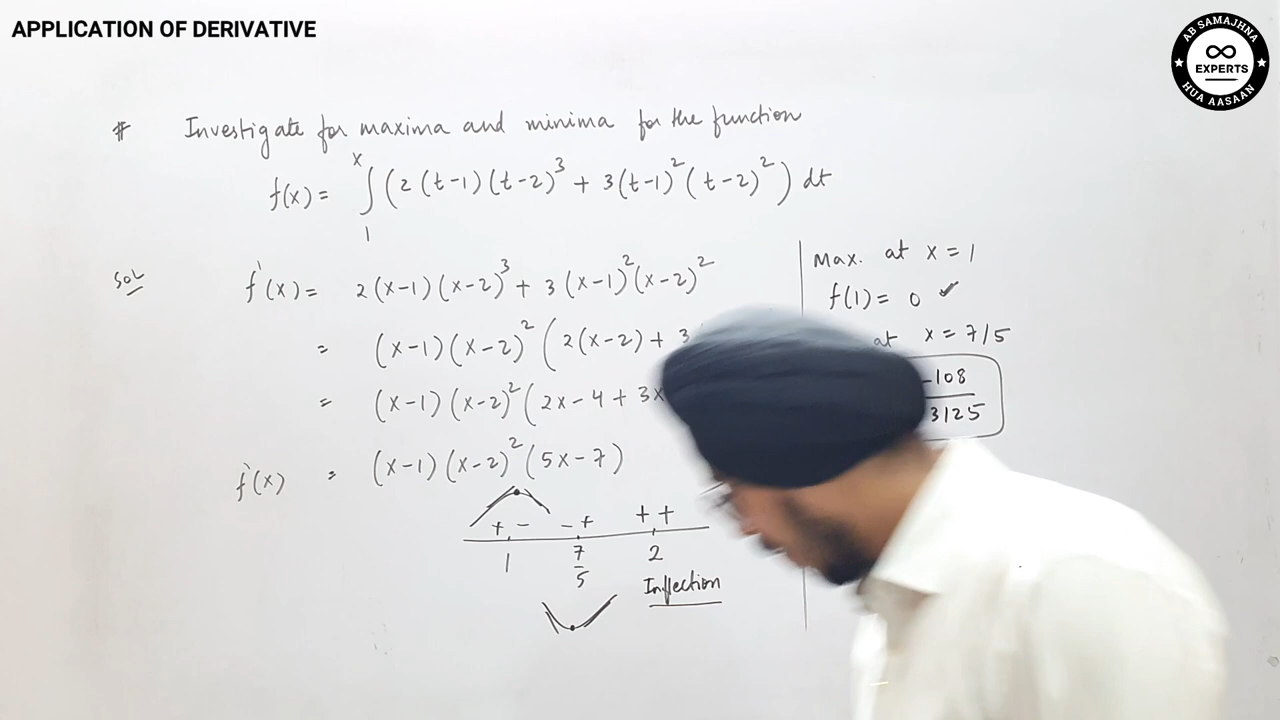 APPLICATION OF DERIVATIVE
AB SAMAJHNA
EXPERTS
HUA AASAAN
# Investigate for maxima and minima for the function
f(x) = ∫₁ˣ (2(t-1)(t-2)³ + 3(t-1)²(t-2)²) dt
Sol
f'(x) = 2(x-1)(x-2)³ + 3(x-1)²(x-2)²
= (x-1)(x-2)²(2(x-2) + 3
= (x-1)(x-2)²(2x-4+3x
f'(x) = (x-1)(x-2)²(5x-7)
+ - - + + +
1 7/5 2
Inflection
Max. at x = 1
f(1) = 0 ✓
at x = 7/5
-108
3125